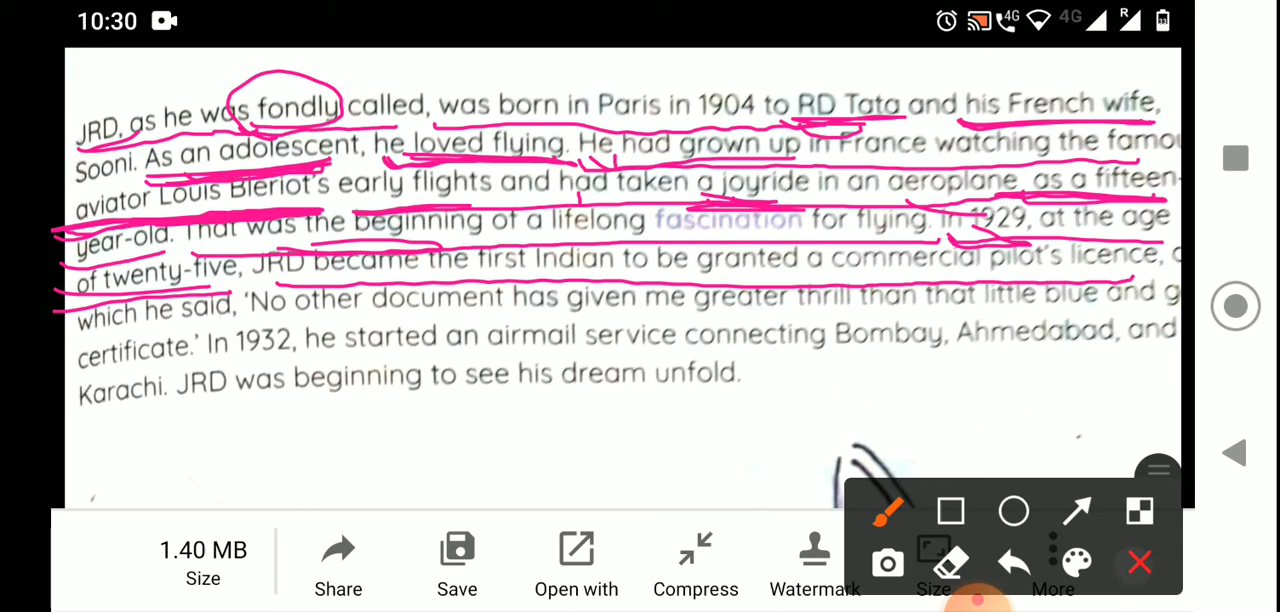 10:30
4G
4G
R
JRD, as he was fondly called, was born in Paris in 1904 to RD Tata and his French wife,
Sooni. As an adolescent, he loved flying. He had grown up in France watching the famo
aviator Louis Bleriot's early flights and had taken a joyride in an aeroplane as a fifteen-
year-old. That was the beginning of a lifelong fascination for flying. In 1929, at the age
of twenty-five, JRD became the first Indian to be granted a commercial pilot's licence,
which he said, 'No other document has given me greater thrill than that little blue and g
certificate.' In 1932, he started an airmail service connecting Bombay, Ahmedabad, and
Karachi. JRD was beginning to see his dream unfold.
1.40 MB
Size
Share
Save
Open with
Compress
Watermark
Size
More